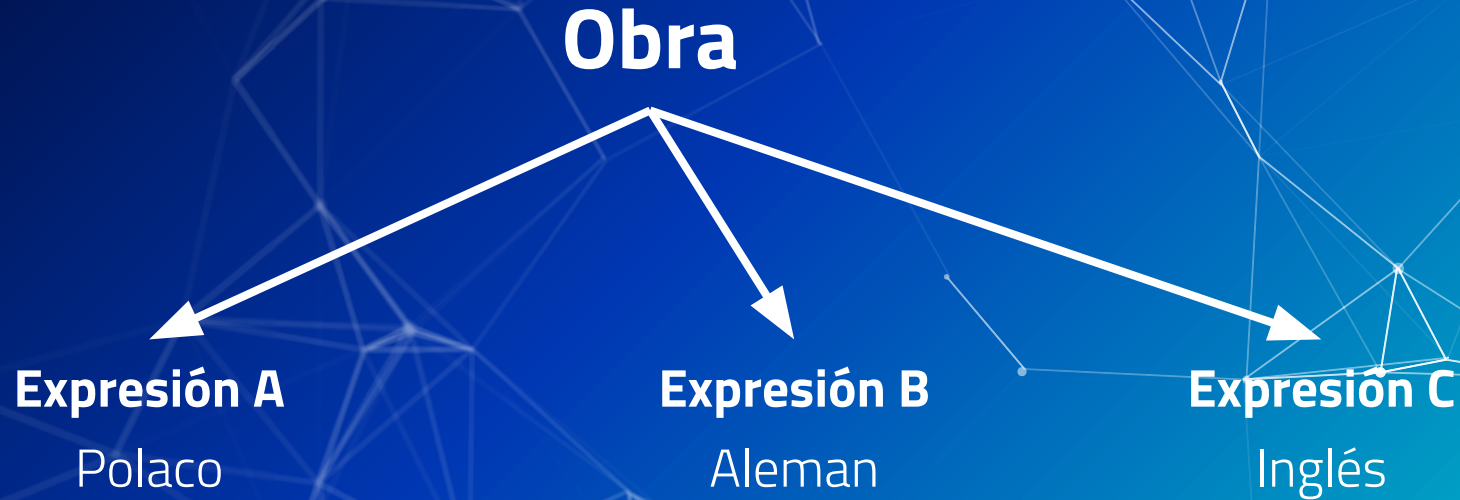 Obra
Expresión A
Expresión B
Expresión C
Polaco
Aleman
Inglés